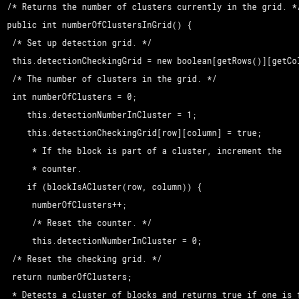 /* Returns the number of clusters currently in the grid. */
public int numberOfClustersInGrid() {
/* Set up detection grid. */
this.detectionCheckingGrid = new boolean[getRows()][getCol
/* The number of clusters in the grid. */
int numberOfClusters = 0;
this.detectionNumberInCluster = 1;
this.detectionCheckingGrid[row][column] = true;
* If the block is part of a cluster, increment the
* counter.
if (blockIsACluster(row, column)) {
numberOfClusters++;
/* Reset the counter. */
this.detectionNumberInCluster = 0;
/* Reset the checking grid. */
return numberOfClusters;
* Detects a cluster of blocks and returns true if one is